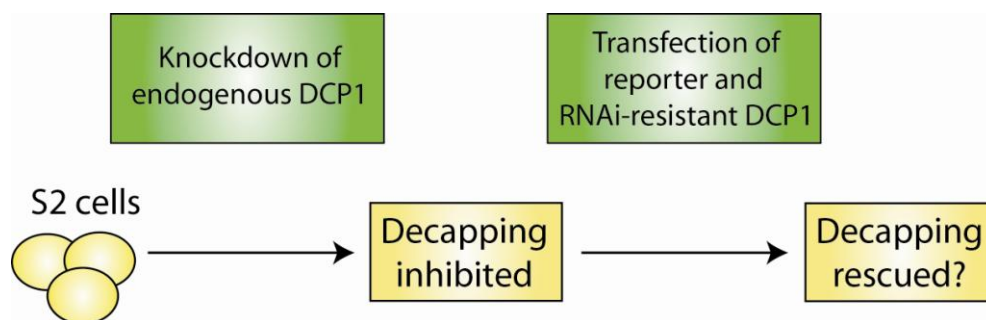 Knockdown of
endogenous DCP1
Transfection of
reporter and
RNAi-resistant DCP1
S2 cells
Decapping
inhibited
Decapping
rescued?